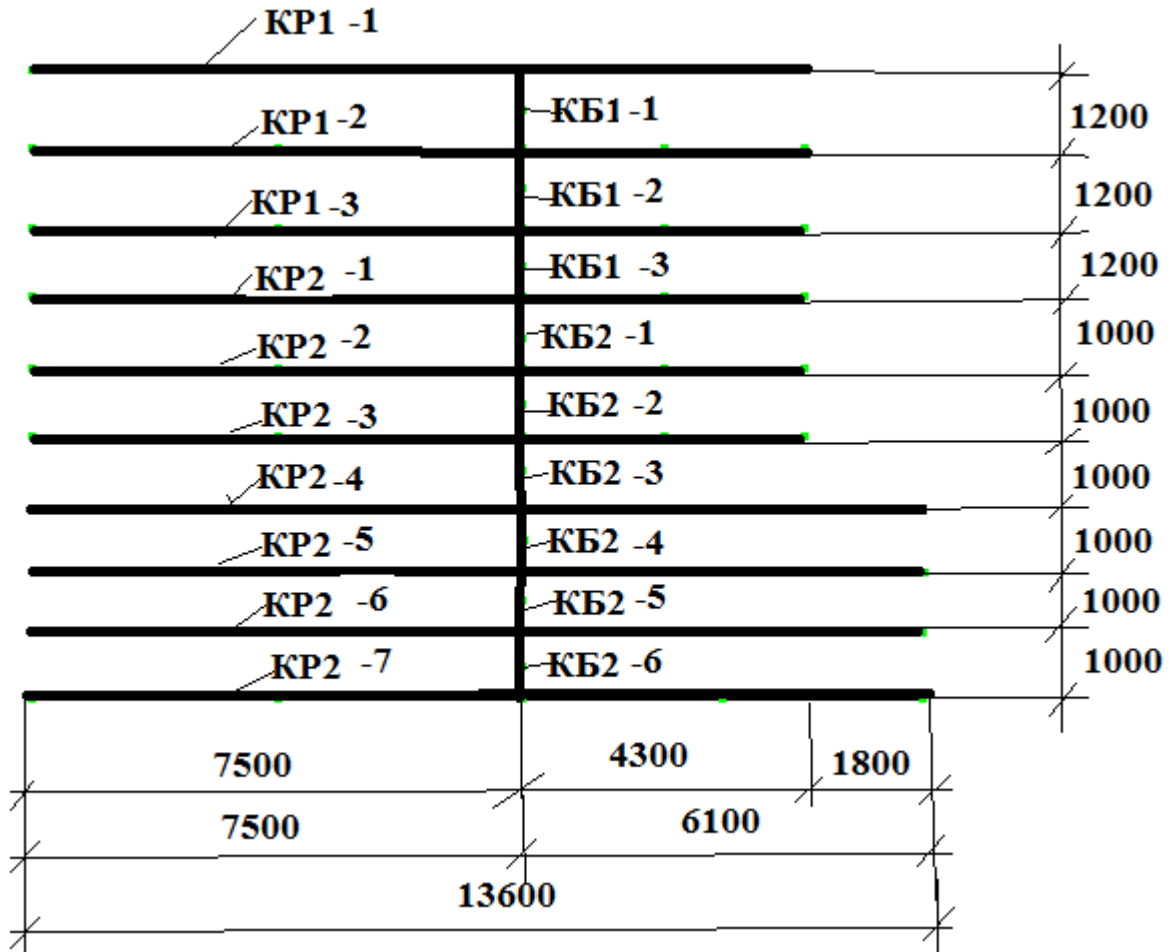 КР1 -1
КБ1 -1
1200
КР1 -2
КБ1 -2
1200
КР1 -3
КБ1 -3
1200
КР2 -1
КБ2 -1
1000
КР2 -2
КБ2 -2
1000
КР2 -3
КБ2 -3
1000
КР2 -4
КБ2 -4
1000
КР2 -5
КБ2 -5
1000
КР2 -6
КБ2 -6
1000
КР2 -7
7500 4300 1800
7500 6100
13600